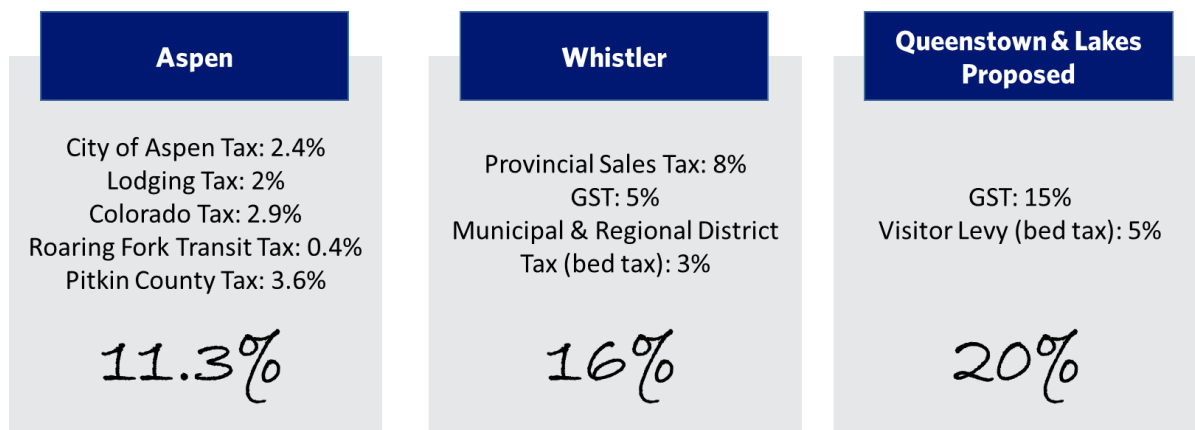 Aspen
City of Aspen Tax: 2.4%
Lodging Tax: 2%
Colorado Tax: 2.9%
Roaring Fork Transit Tax: 0.4%
Pitkin County Tax: 3.6%
11.3%
Whistler
Provincial Sales Tax: 8%
GST: 5%
Municipal & Regional District
Tax (bed tax): 3%
16%
Queenstown & Lakes
Proposed
GST: 15%
Visitor Levy (bed tax): 5%
20%